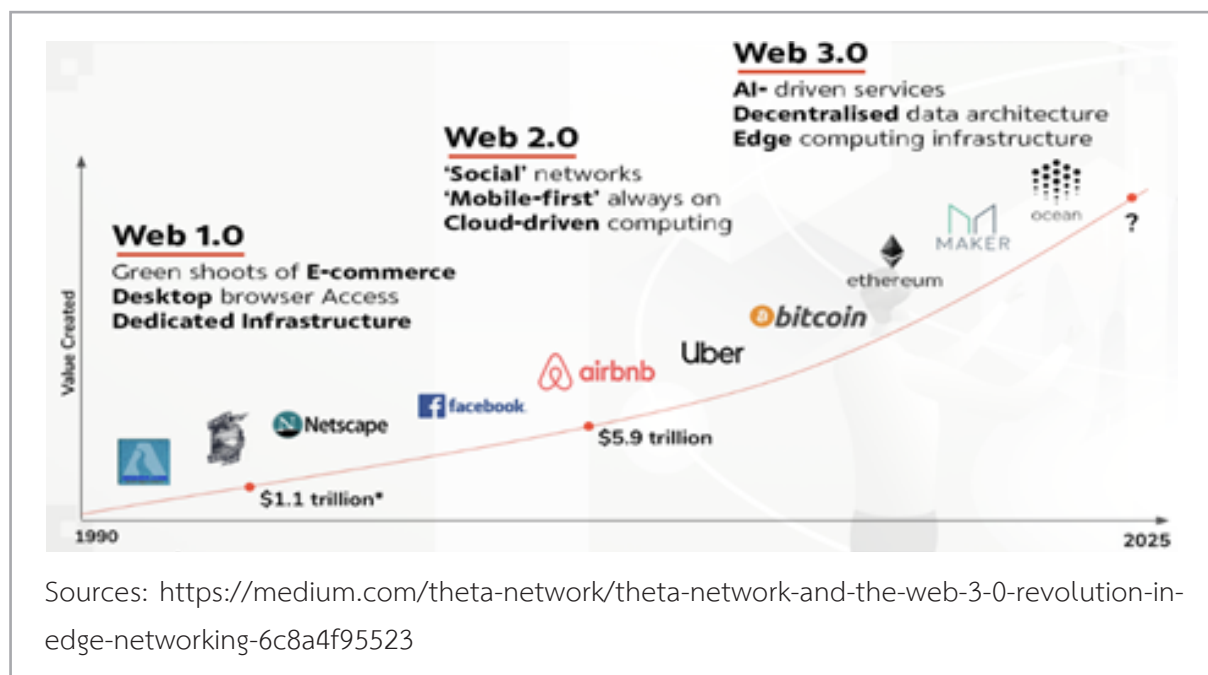 Web 3.0
AI- driven services
Decentralised data architecture
Edge computing infrastructure
Web 2.0
'Social' networks
'Mobile-first' always on
Cloud-driven computing
Web 1.0
Green shoots of E-commerce
Desktop browser Access
Dedicated Infrastructure
Value Created
ocean
?
MAKER
ethereum
bitcoin
Uber
airbnb
facebook
Netscape
$5.9 trillion
$1.1 trillion*
1990
2025
Sources: https://medium.com/theta-network/theta-network-and-the-web-3-0-revolution-in-
edge-networking-6c8a4f95523